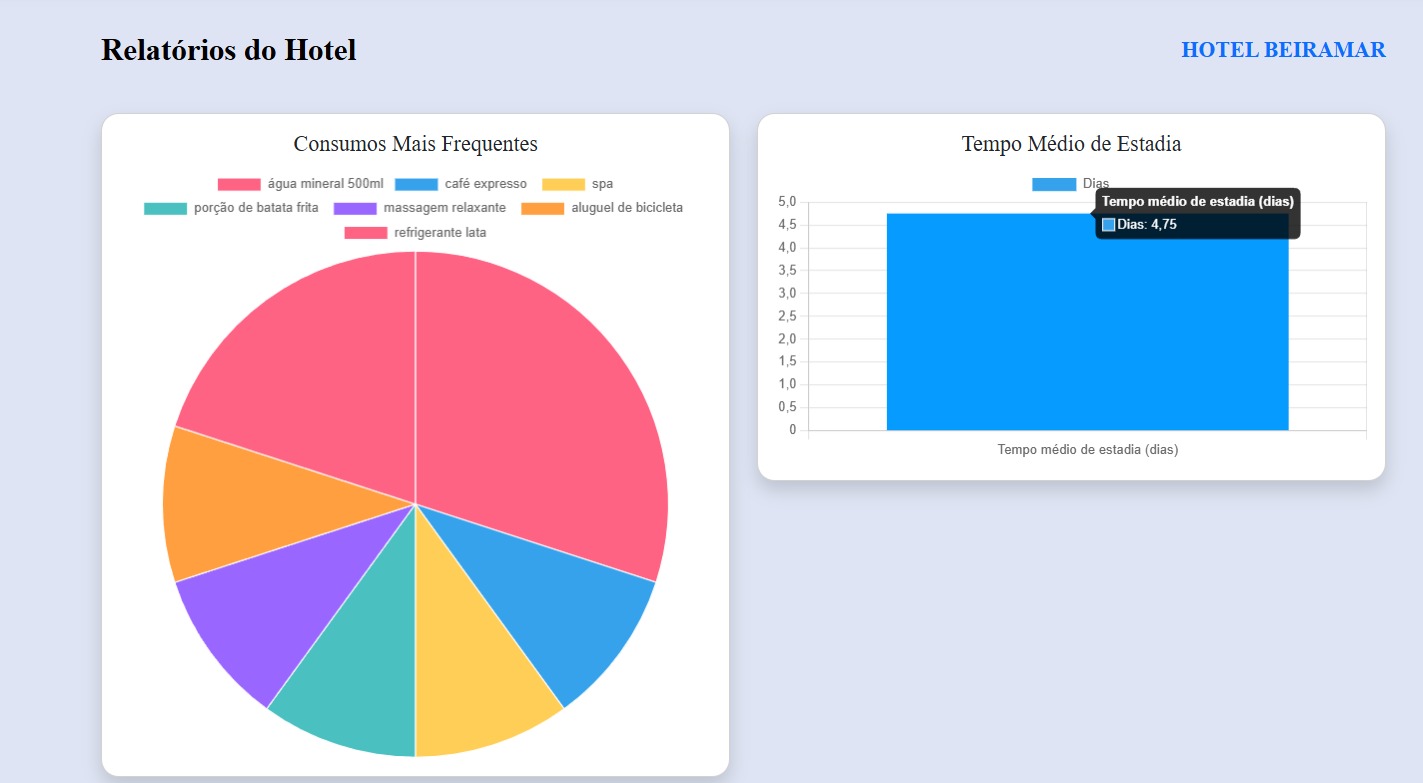 Relatórios do Hotel
HOTEL BEIRAMAR
Consumos Mais Frequentes
água mineral 500ml café expresso spa
porção de batata frita massagem relaxante aluguel de bicicleta
refrigerante lata
Tempo Médio de Estadia
Dias
Tempo médio de estadia (dias)
Dias: 4,75
5,0
4,5
4,0
3,5
3,0
2,5
2,0
1,5
1,0
0,5
0
Tempo médio de estadia (dias)